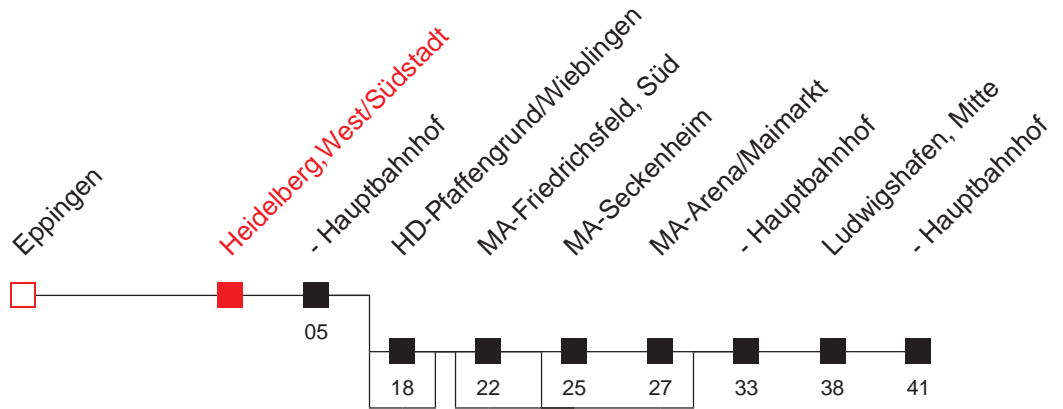 Eppingen
Heidelberg,West/Südstadt
- Hauptbahnhof
HD-Pfaffengrund/Wieblingen
MA-Friedrichsfeld, Süd
MA-Seckenheim
MA-Arena/Maimarkt
- Hauptbahnhof
Ludwigshafen, Mitte
- Hauptbahnhof
05
18
22
25
27
33
38
41